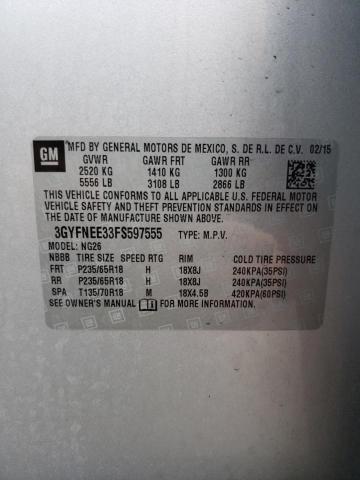 GM
MFD BY GENERAL MOTORS DE MEXICO, S. DE R.L. DE C.V. 02/15
GVWR GAWR FRT GAWR RR
2520 KG 1410 KG 1300 KG
5556 LB 3108 LB 2866 LB
THIS VEHICLE CONFORMS TO ALL APPLICABLE U.S. FEDERAL MOTOR
VEHICLE SAFETY AND THEFT PREVENTION STANDARDS IN EFFECT ON
THE DATE OF MANUFACTURE SHOWN ABOVE.
3GYFNEE33FS597555 TYPE: M.P.V.
MODEL: NG26
NBBB TIRE SIZE SPEED RTG RIM COLD TIRE PRESSURE
FRT P235/65R18 H 18X8J 240KPA(35PSI)
RR P235/65R18 H 18X8J 240KPA(35PSI)
SPA T135/70R18 M 18X4.5B 420KPA(60PSI)
SEE OWNER'S MANUAL FOR MORE INFORMATION.